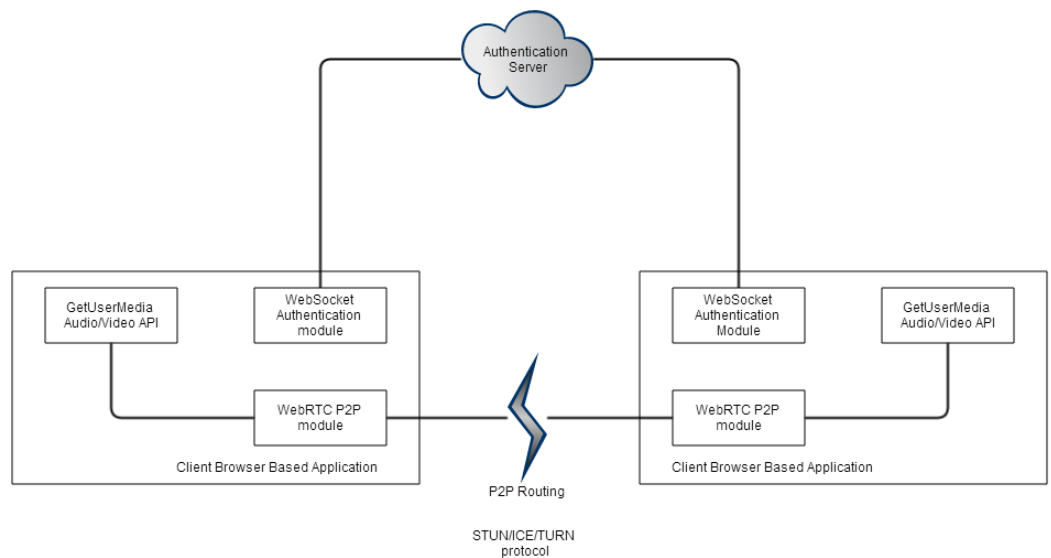 Authentication
Server
GetUserMedia
Audio/Video API
WebSocket
Authentication
module
WebRTC P2P
module
Client Browser Based Application
WebSocket
Authentication
Module
GetUserMedia
Audio/Video API
WebRTC P2P
module
Client Browser Based Application
P2P Routing
STUN/ICE/TURN
protocol